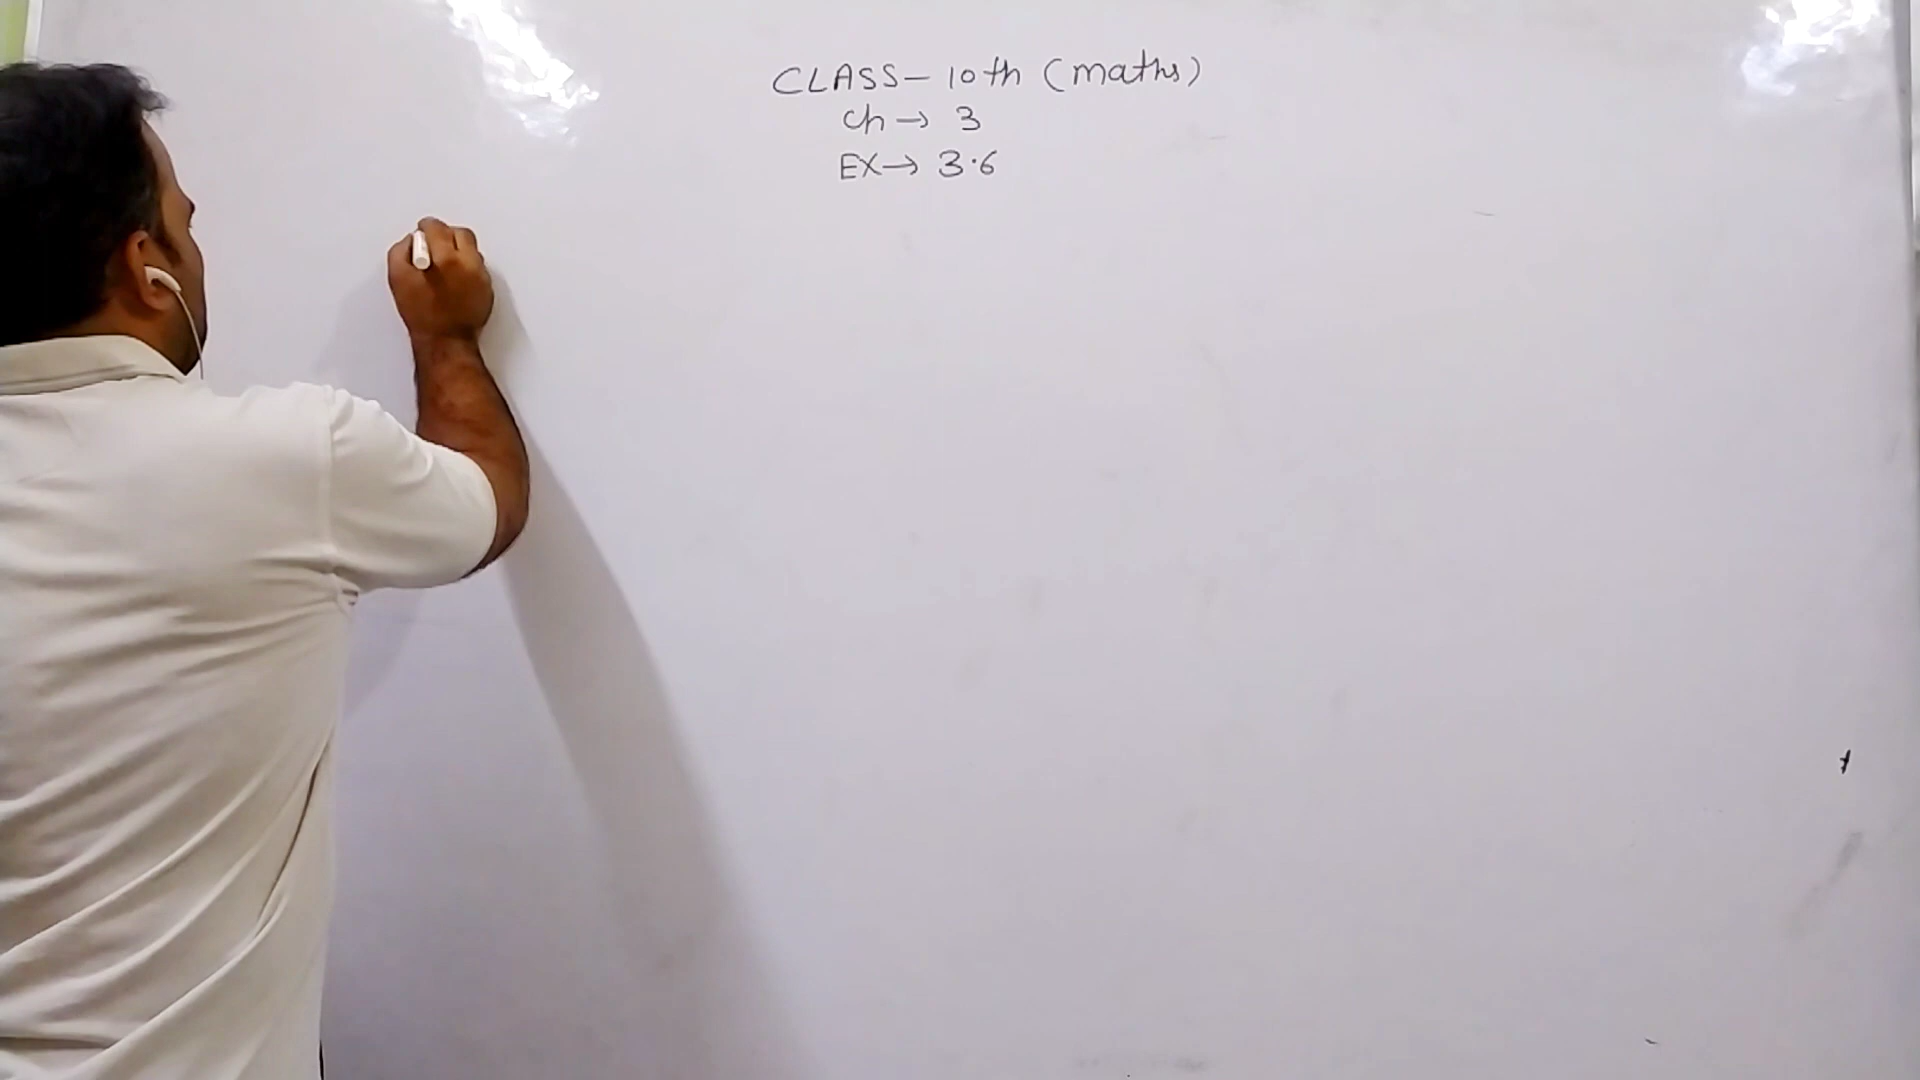 CLASS - 10th (maths)
Ch → 3
EX → 3.6